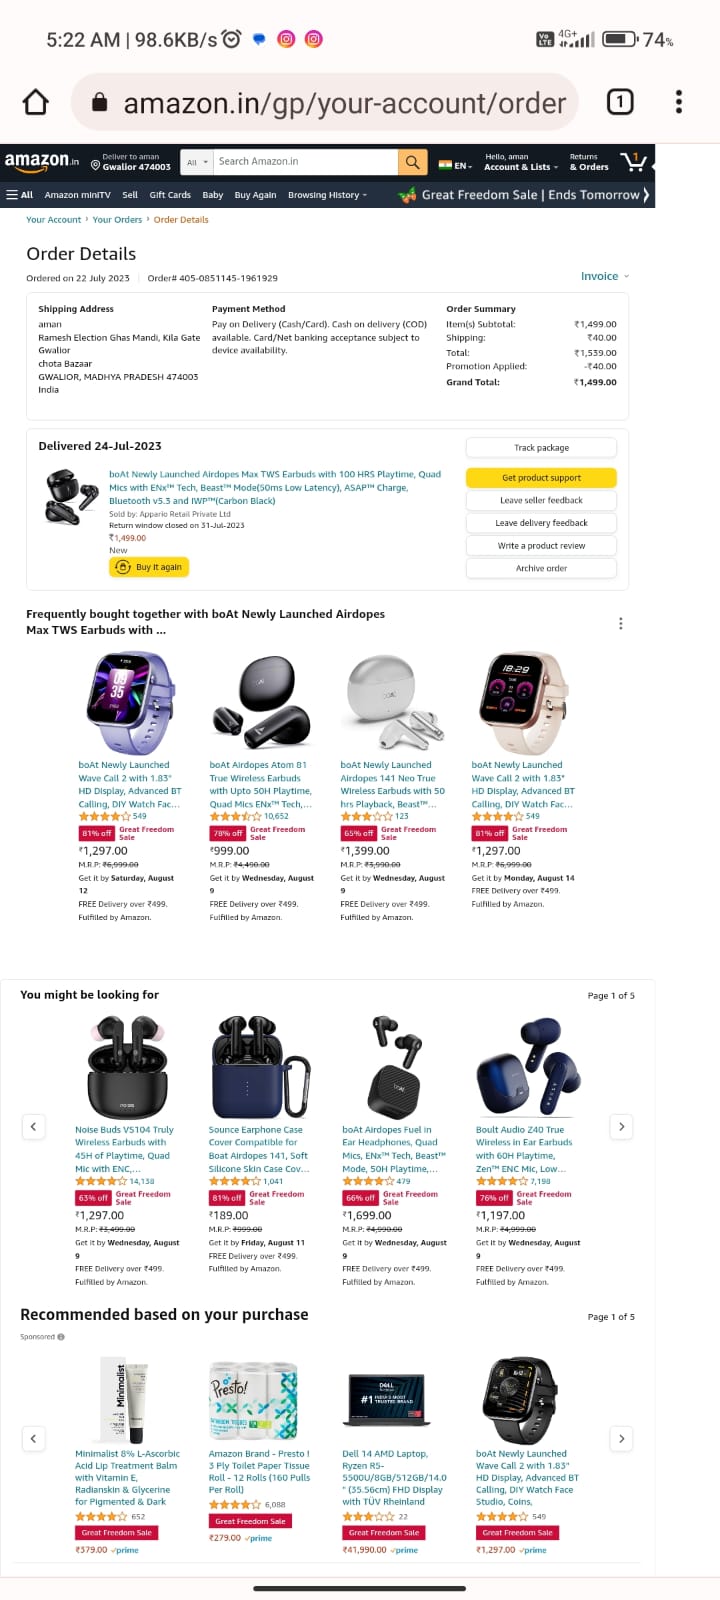 5:22 AM | 98.6KB/s
Vo LTE 4G+ 74%
amazon.in/gp/your-account/order
1
amazon.in
Deliver to aman
Gwalior 474003
All
Search Amazon.in
EN
Hello, aman
Account & Lists
Returns
& Orders
1
All Amazon miniTV Sell Gift Cards Baby Buy Again Browsing History
Great Freedom Sale | Ends Tomorrow
Your Account › Your Orders › Order Details
Order Details
Ordered on 22 July 2023 | Order# 405-0851145-1961929
Invoice
Shipping Address
aman
Ramesh Election Ghas Mandi, Kila Gate
Gwalior
chota Bazaar
GWALIOR, MADHYA PRADESH 474003
India
Payment Method
Pay on Delivery (Cash/Card). Cash on delivery (COD)
available. Card/Net banking acceptance subject to
device availability.
Order Summary
Item(s) Subtotal: ₹1,499.00
Shipping: ₹40.00
Total: ₹1,539.00
Promotion Applied: -₹40.00
Grand Total: ₹1,499.00
Delivered 24-Jul-2023
boAt Newly Launched Airdopes Max TWS Earbuds with 100 HRS Playtime, Quad
Mics with ENx™ Tech, Beast™ Mode(50ms Low Latency), ASAP™ Charge,
Bluetooth v5.3 and IWP™(Carbon Black)
Sold by: Appario Retail Private Ltd
Return window closed on 31-Jul-2023
₹1,499.00
New
Buy it again
Track package
Get product support
Leave seller feedback
Leave delivery feedback
Write a product review
Archive order
Frequently bought together with boAt Newly Launched Airdopes
Max TWS Earbuds with ...
boAt Newly Launched
Wave Call 2 with 1.83"
HD Display, Advanced BT
Calling, DIY Watch Fac...
549
81% off Great Freedom
Sale
₹1,297.00
M.R.P: ₹6,999.00
Get it by Saturday, August
12
FREE Delivery over ₹499.
Fulfilled by Amazon.
boAt Airdopes Atom 81
True Wireless Earbuds
with Upto 50H Playtime,
Quad Mics ENx™ Tech,...
10,652
78% off Great Freedom
Sale
₹999.00
M.R.P: ₹4,490.00
Get it by Wednesday, August
9
FREE Delivery over ₹499.
Fulfilled by Amazon.
boAt Newly Launched
Airdopes 141 Neo True
Wireless Earbuds with 50
hrs Playback, Beast™...
123
65% off Great Freedom
Sale
₹1,399.00
M.R.P: ₹3,990.00
Get it by Wednesday, August
9
FREE Delivery over ₹499.
Fulfilled by Amazon.
18:29
boAt Newly Launched
Wave Call 2 with 1.83"
HD Display, Advanced BT
Calling, DIY Watch Fac...
549
81% off Great Freedom
Sale
₹1,297.00
M.R.P: ₹6,999.00
Get it by Monday, August 14
FREE Delivery over ₹499.
Fulfilled by Amazon.
You might be looking for
Page 1 of 5
Noise Buds VS104 Truly
Wireless Earbuds with
45H of Playtime, Quad
Mic with ENC,...
14,138
63% off Great Freedom
Sale
₹1,297.00
M.R.P: ₹3,499.00
Get it by Wednesday, August
9
FREE Delivery over ₹499.
Fulfilled by Amazon.
Sounce Earphone Case
Cover Compatible for
Boat Airdopes 141, Soft
Silicone Skin Case Cov...
1,041
81% off Great Freedom
Sale
₹189.00
M.R.P: ₹999.00
Get it by Friday, August 11
FREE Delivery over ₹499.
Fulfilled by Amazon.
boAt Airdopes Fuel in
Ear Headphones, Quad
Mics, ENx™ Tech, Beast™
Mode, 50H Playtime,...
479
66% off Great Freedom
Sale
₹1,699.00
M.R.P: ₹4,990.00
Get it by Wednesday, August
9
FREE Delivery over ₹499.
Fulfilled by Amazon.
Boult Audio Z40 True
Wireless in Ear Earbuds
with 60H Playtime,
Zen™ ENC Mic, Low...
7,198
76% off Great Freedom
Sale
₹1,197.00
M.R.P: ₹4,999.00
Get it by Wednesday, August
9
FREE Delivery over ₹499.
Fulfilled by Amazon.
Recommended based on your purchase
Page 1 of 5
Sponsored
Minimalist
Minimalist 8% L-Ascorbic
Acid Lip Treatment Balm
with Vitamin E,
Radianskin & Glycerine
for Pigmented & Dark
652
Great Freedom Sale
₹379.00 prime
Presto!
Amazon Brand - Presto !
3 Ply Toilet Paper Tissue
Roll - 12 Rolls (160 Pulls
Per Roll)
6,088
Great Freedom Sale
₹279.00 prime
DELL
#1 INDIA'S MOST
TRUSTED BRAND
Dell 14 AMD Laptop,
Ryzen R5-
5500U/8GB/512GB/14.0
" (35.56cm) FHD Display
with TÜV Rheinland
22
Great Freedom Sale
₹41,990.00 prime
boAt Newly Launched
Wave Call 2 with 1.83"
HD Display, Advanced BT
Calling, DIY Watch Face
Studio, Coins,
549
Great Freedom Sale
₹1,297.00 prime